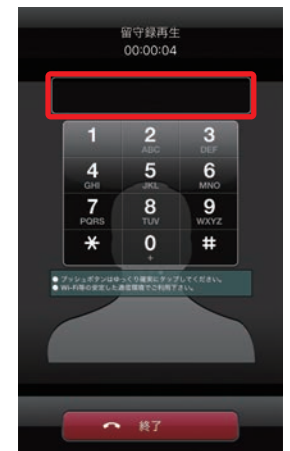 留守録再生
00:00:04
1 2 3
ABC DEF
4 5 6
GHI JKL MNO
7 8 9
PQRS TUV WXYZ
* 0 #
+
● プッシュボタンはゆっくり確実にタップしてください。
● Wi-Fi等の安定した通信環境でご利用下さい。
終了